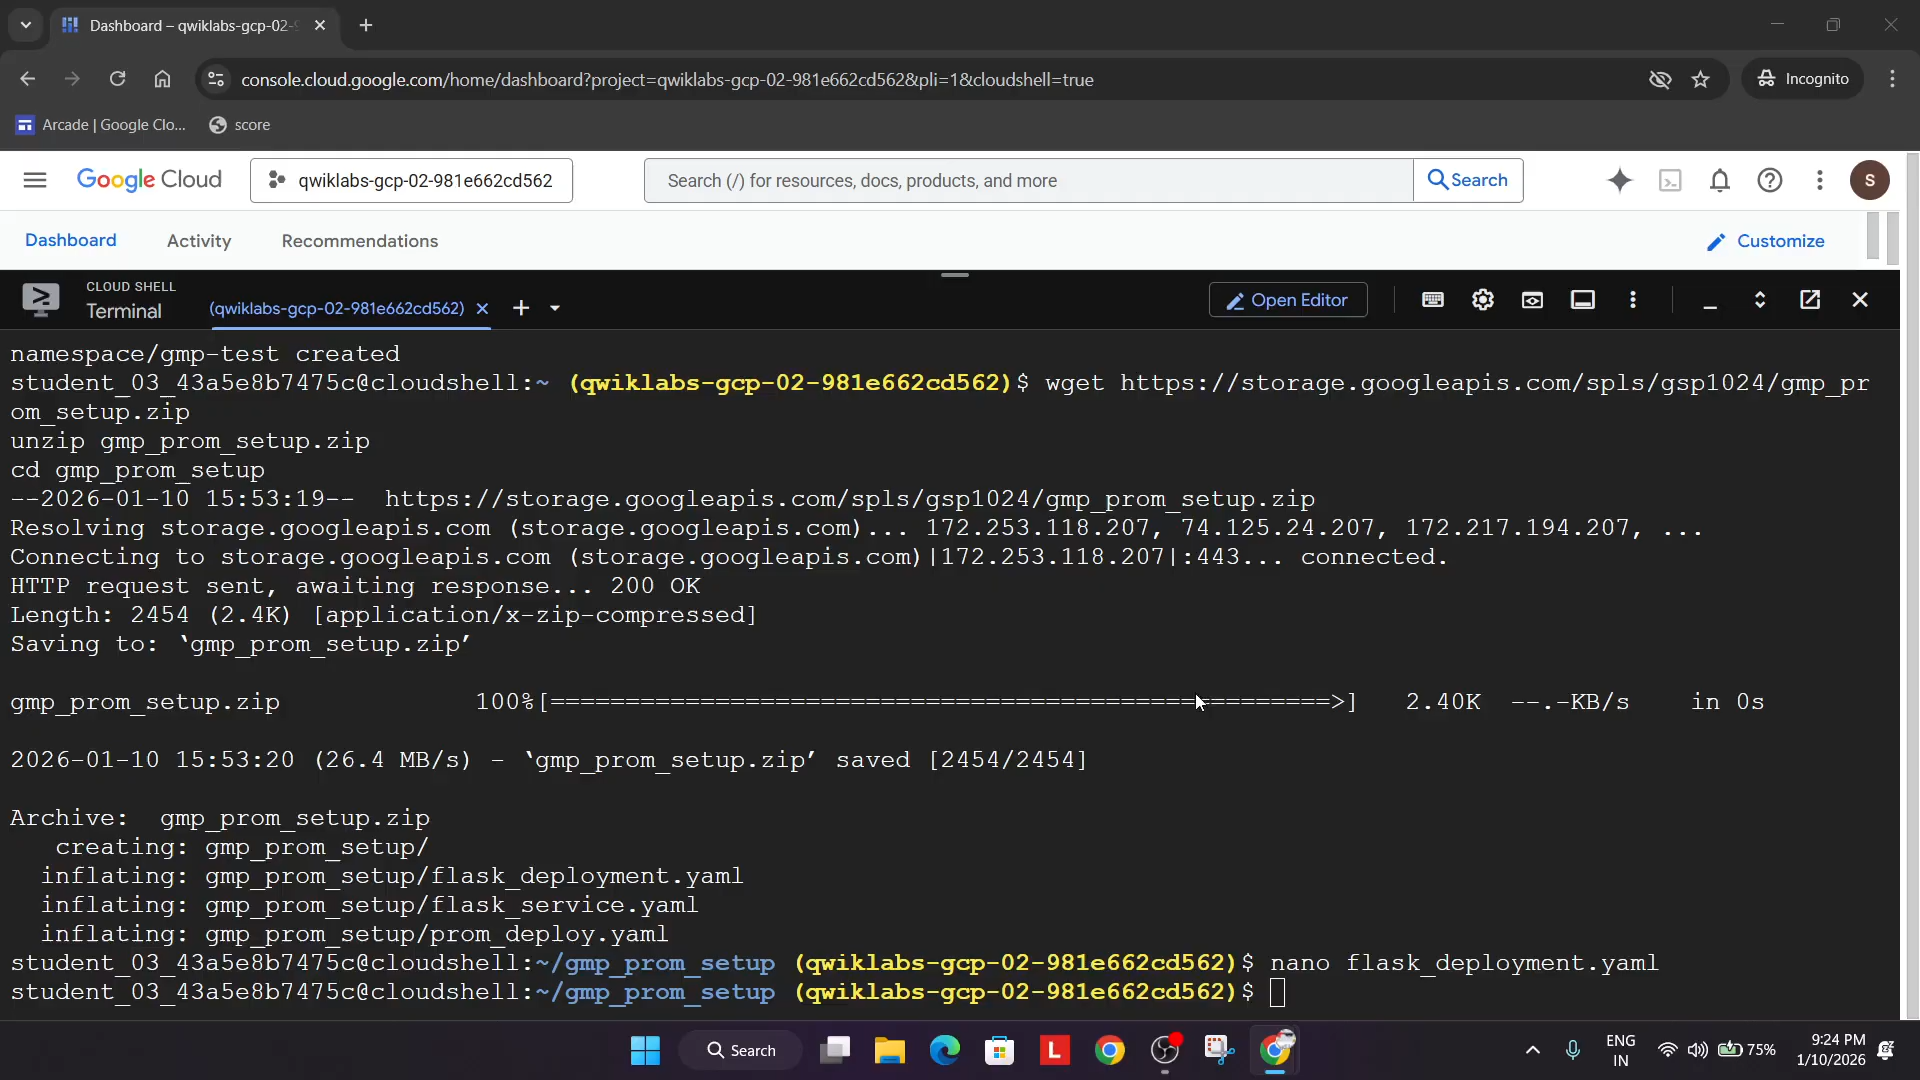 Dashboard – qwiklabs-gcp-02-9
console.cloud.google.com/home/dashboard?project=qwiklabs-gcp-02-981e662cd562&pli=1&cloudshell=true
Incognito
Arcade | Google Clo...
score
Google Cloud
qwiklabs-gcp-02-981e662cd562
Search (/) for resources, docs, products, and more
Search
S
Dashboard
Activity
Recommendations
Customize
CLOUD SHELL
Terminal
(qwiklabs-gcp-02-981e662cd562)
Open Editor
namespace/gmp-test created
student_03_43a5e8b7475c@cloudshell:~ (qwiklabs-gcp-02-981e662cd562)$ wget https://storage.googleapis.com/spls/gsp1024/gmp_pr
om_setup.zip
unzip gmp_prom_setup.zip
cd gmp_prom_setup
--2026-01-10 15:53:19--  https://storage.googleapis.com/spls/gsp1024/gmp_prom_setup.zip
Resolving storage.googleapis.com (storage.googleapis.com)... 172.253.118.207, 74.125.24.207, 172.217.194.207, ...
Connecting to storage.googleapis.com (storage.googleapis.com)|172.253.118.207|:443... connected.
HTTP request sent, awaiting response... 200 OK
Length: 2454 (2.4K) [application/x-zip-compressed]
Saving to: ‘gmp_prom_setup.zip’
gmp_prom_setup.zip 100%[====================================================>] 2.40K --.-KB/s in 0s
2026-01-10 15:53:20 (26.4 MB/s) - ‘gmp_prom_setup.zip’ saved [2454/2454]
Archive:  gmp_prom_setup.zip
creating: gmp_prom_setup/
inflating: gmp_prom_setup/flask_deployment.yaml
inflating: gmp_prom_setup/flask_service.yaml
inflating: gmp_prom_setup/prom_deploy.yaml
student_03_43a5e8b7475c@cloudshell:~/gmp_prom_setup (qwiklabs-gcp-02-981e662cd562)$ nano flask_deployment.yaml
student_03_43a5e8b7475c@cloudshell:~/gmp_prom_setup (qwiklabs-gcp-02-981e662cd562)$
Search
L
ENG
IN
75%
9:24 PM
1/10/2026